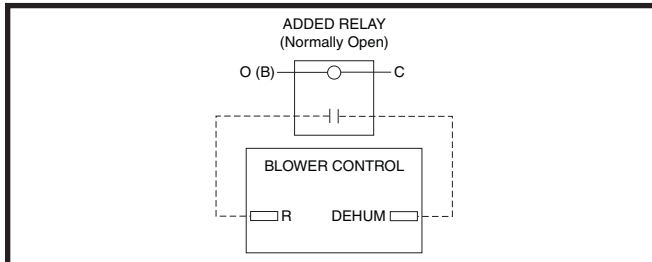 ADDED RELAY
(Normally Open)
O (B) C
BLOWER CONTROL
R DEHUM